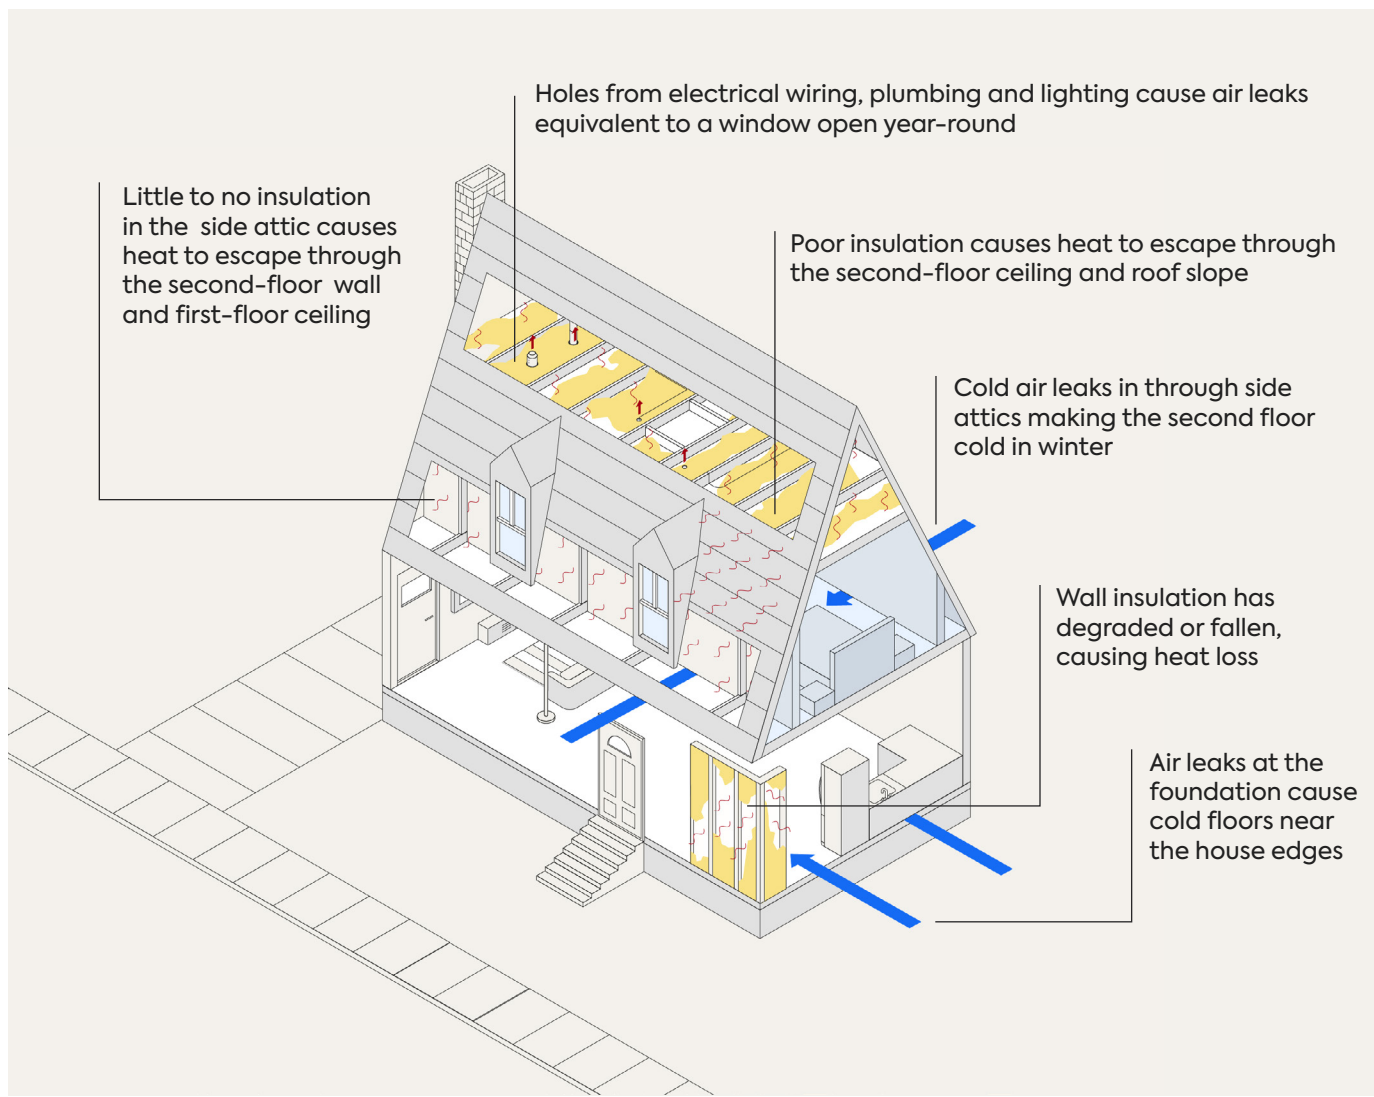 Holes from electrical wiring, plumbing and lighting cause air leaks
equivalent to a window open year-round
Little to no insulation
in the side attic causes
heat to escape through
the second-floor wall
and first-floor ceiling
Poor insulation causes heat to escape through
the second-floor ceiling and roof slope
Cold air leaks in through side
attics making the second floor
cold in winter
Wall insulation has
degraded or fallen,
causing heat loss
Air leaks at the
foundation cause
cold floors near
the house edges